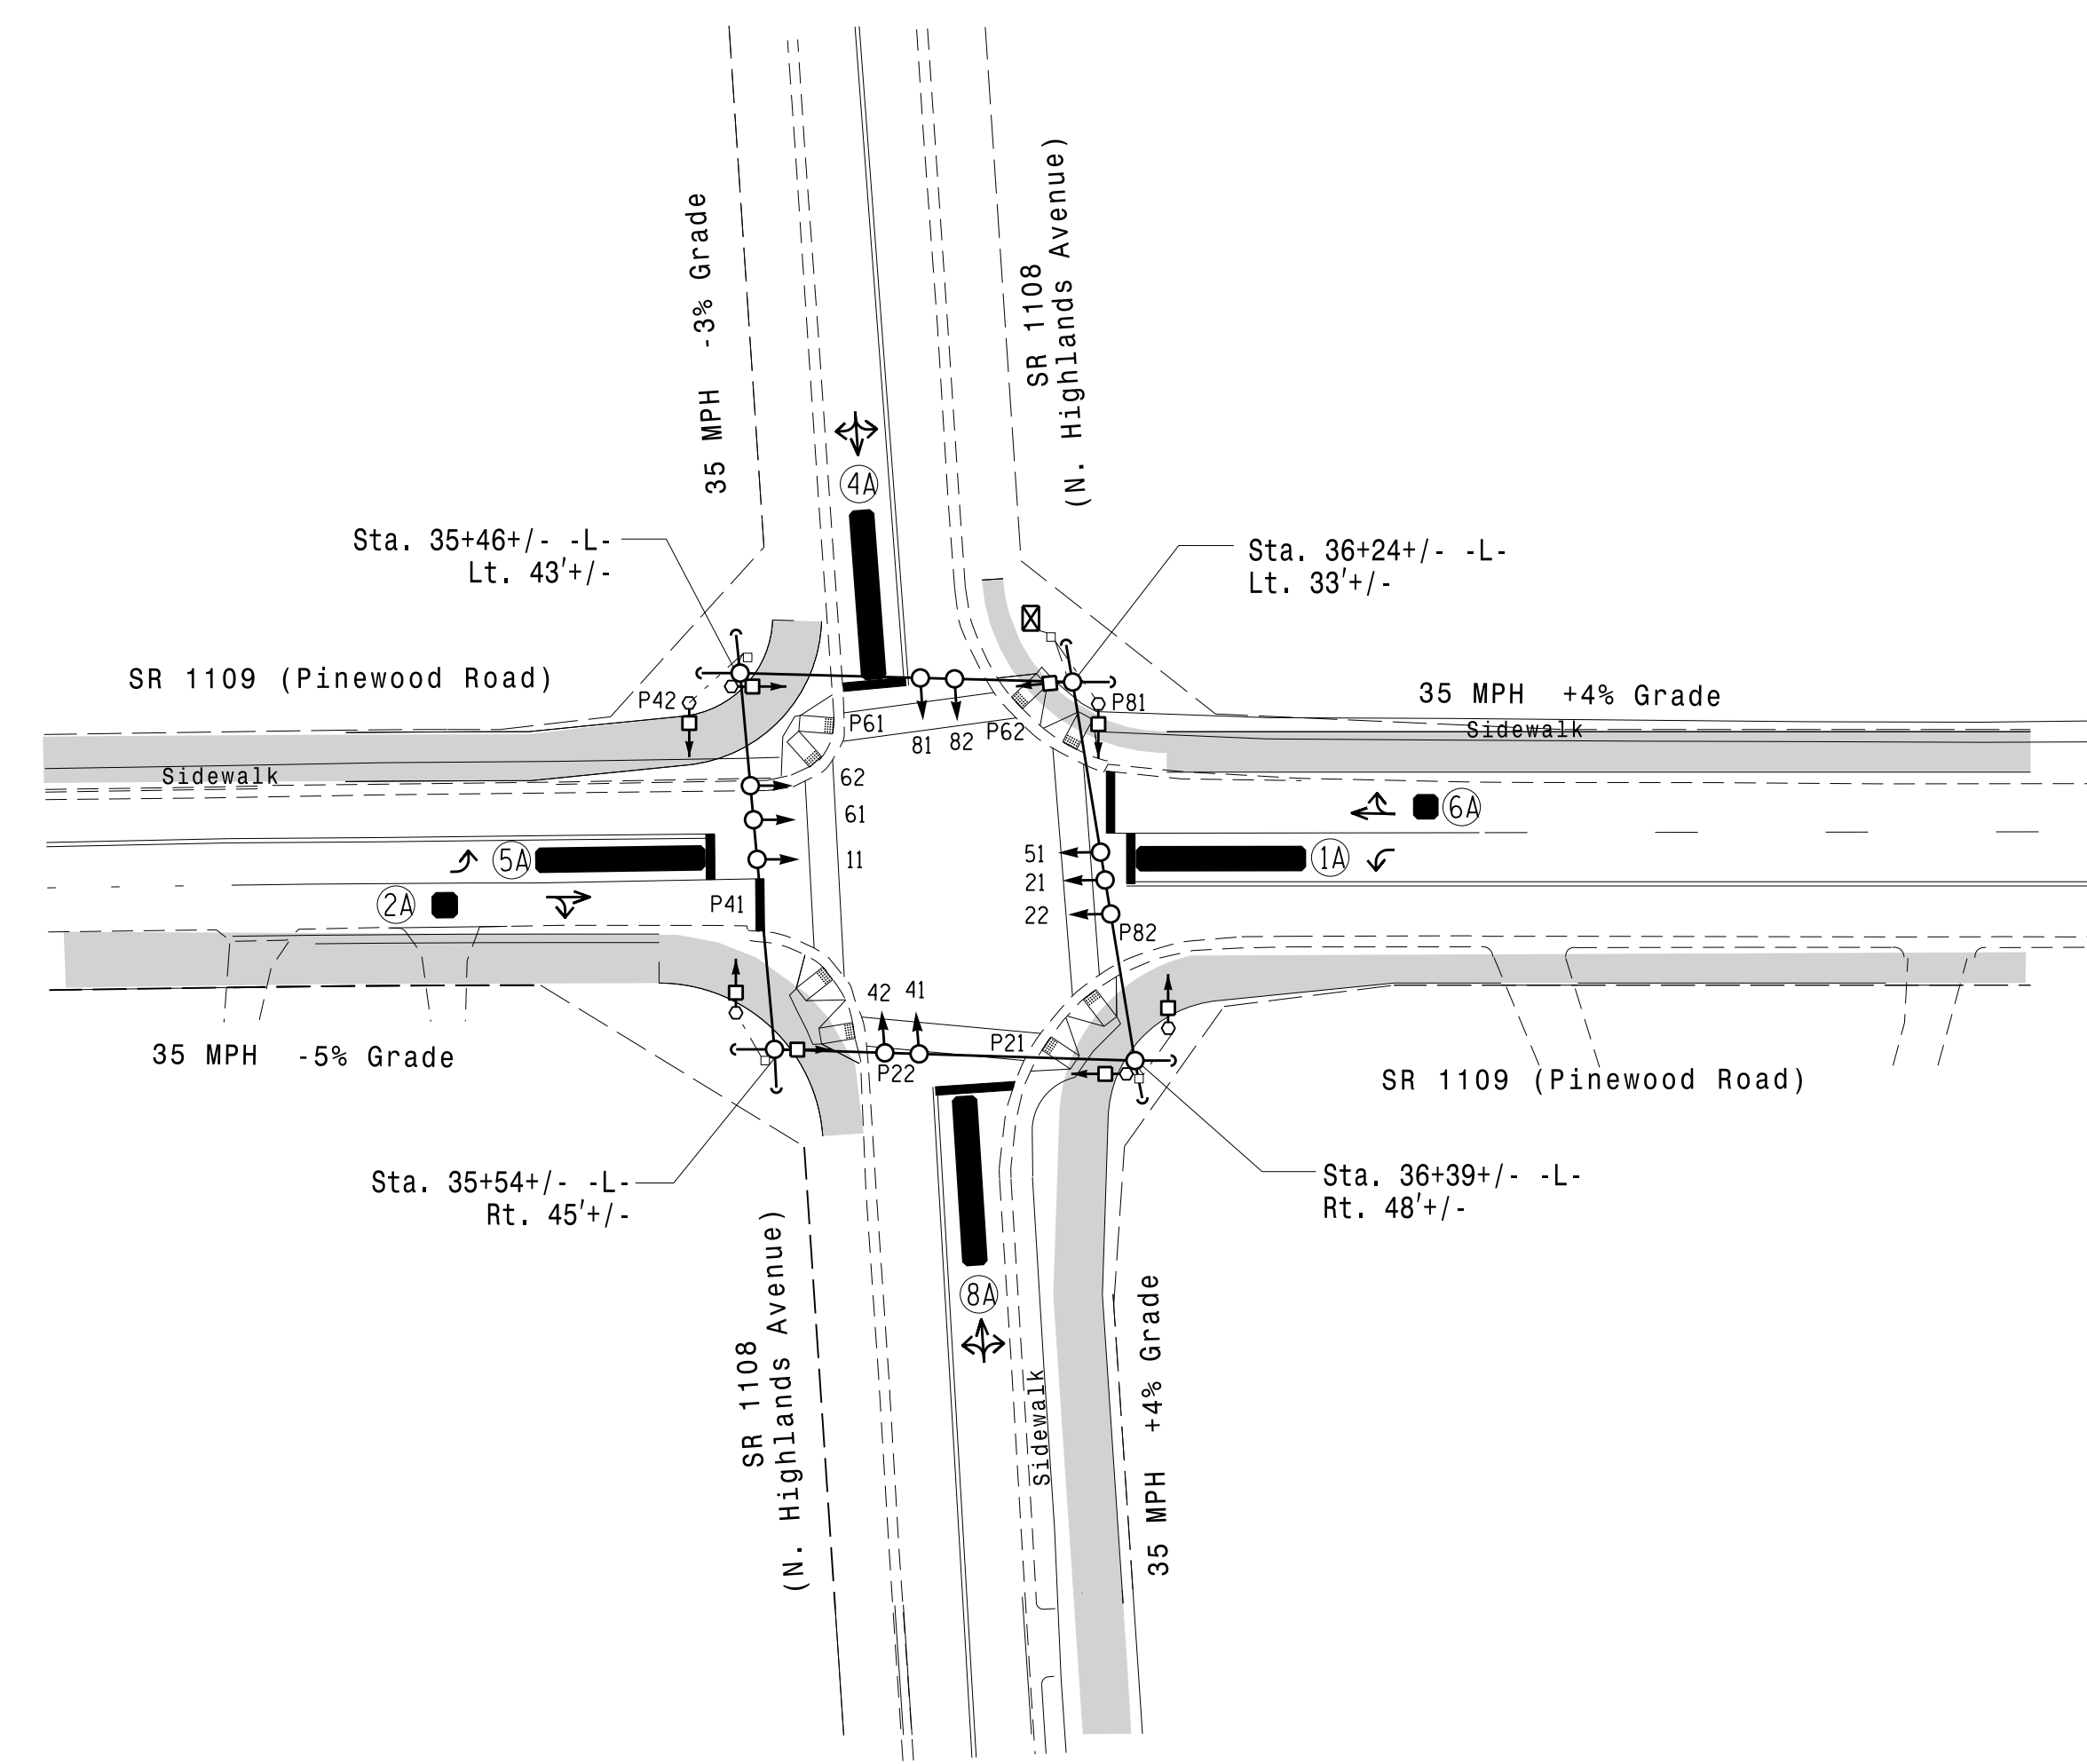 35 MPH -3% Grade
SR 1108
(N. Highlands Avenue)
4A
Sta. 35+46+/- -L-
Lt. 43'+/-
Sta. 36+24+/- -L-
Lt. 33'+/-
SR 1109 (Pinewood Road)
35 MPH +4% Grade
P42
P61
P62
P81
81
82
Sidewalk
Sidewalk
62
61
11
6A
5A
1A
51
21
22
2A
P41
P82
42
41
P21
P22
35 MPH -5% Grade
SR 1109 (Pinewood Road)
Sta. 35+54+/- -L-
Rt. 45'+/-
Sta. 36+39+/- -L-
Rt. 48'+/-
8A
SR 1108
(N. Highlands Avenue)
Sidewalk
35 MPH +4% Grade